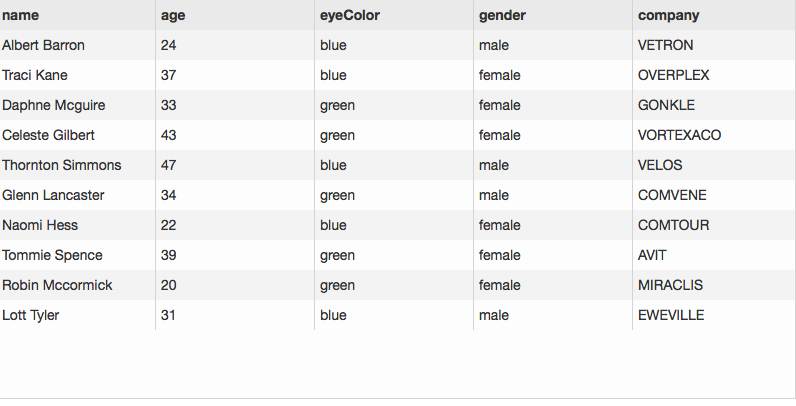 name age eyeColor gender company
Albert Barron 24 blue male VETRON
Traci Kane 37 blue female OVERPLEX
Daphne Mcguire 33 green female GONKLE
Celeste Gilbert 43 green female VORTEXACO
Thornton Simmons 47 blue male VELOS
Glenn Lancaster 34 green male COMVENE
Naomi Hess 22 blue female COMTOUR
Tommie Spence 39 green female AVIT
Robin Mccormick 20 green female MIRACLIS
Lott Tyler 31 blue male EWEVILLE